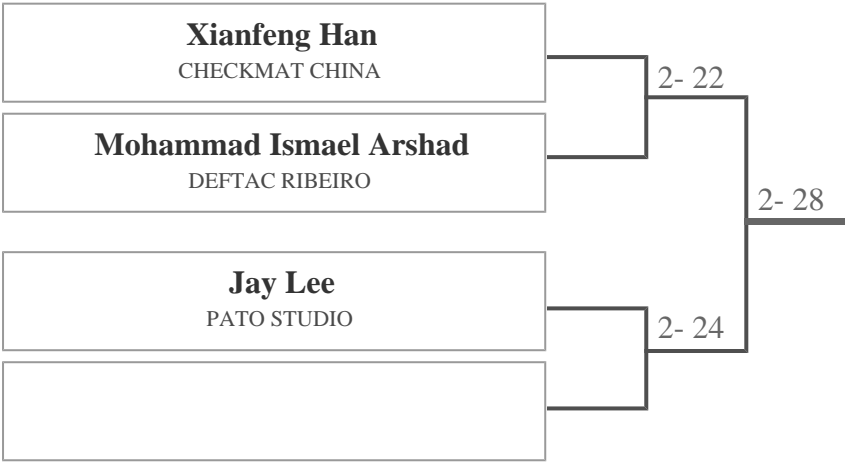 Xianfeng Han
CHECKMAT CHINA
2- 22
Mohammad Ismael Arshad
DEFTAC RIBEIRO
2- 28
Jay Lee
PATO STUDIO
2- 24